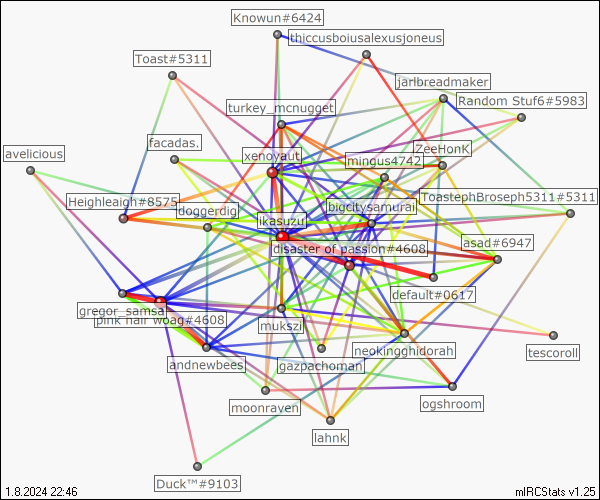 Knowun#6424
thiccusboiusalexusjoneus
Toast#5311
jarlbreadmaker
Random Stuf6#5983
turkey_mcnugget
facadas.
ZeeHonK
avelicious
xenoyaut
mingus4742
Heighleaigh#8575
ToastephBroseph5311#5311
doggerdig
bigcitysamurai
ikasuzu
disaster of passion#4608
asad#6947
default#0617
gregor_samsa
pink hair woag#4608
mukszi
neokingghidorah
tescoroll
andnewbees
gazpachoman
moonraven
ogshroom
lahnk
Duck™#9103
1.8.2024 22:46
mIRCStats v1.25